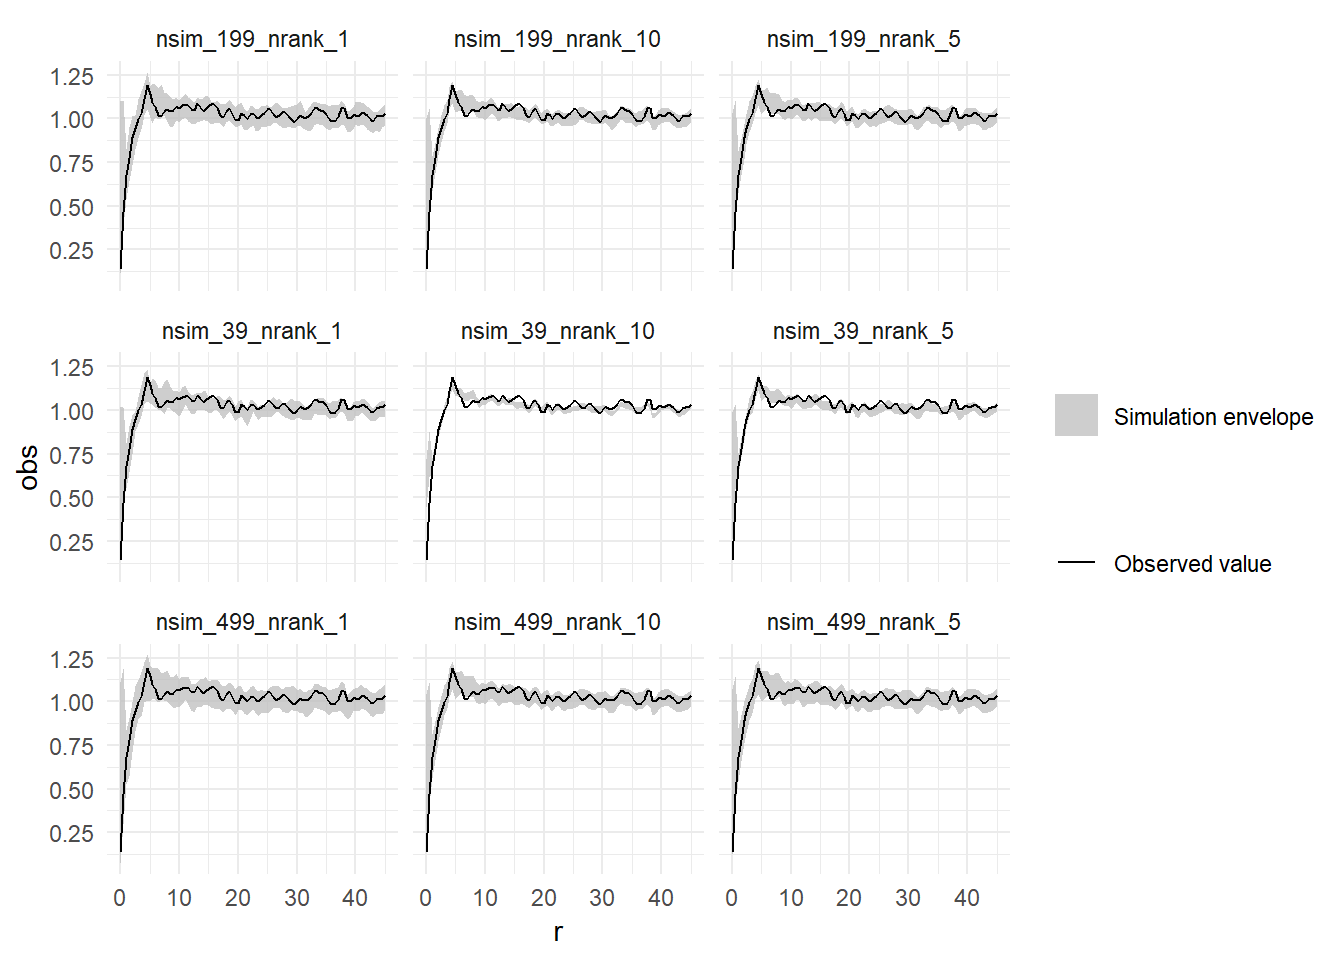 nsim_199_nrank_1 nsim_199_nrank_10 nsim_199_nrank_5
1.25
1.00
0.75
0.50
0.25
nsim_39_nrank_1 nsim_39_nrank_10 nsim_39_nrank_5
1.25
1.00
0.75
0.50
0.25
obs
Simulation envelope
Observed value
nsim_499_nrank_1 nsim_499_nrank_10 nsim_499_nrank_5
1.25
1.00
0.75
0.50
0.25
0 10 20 30 40 0 10 20 30 40 0 10 20 30 40
r